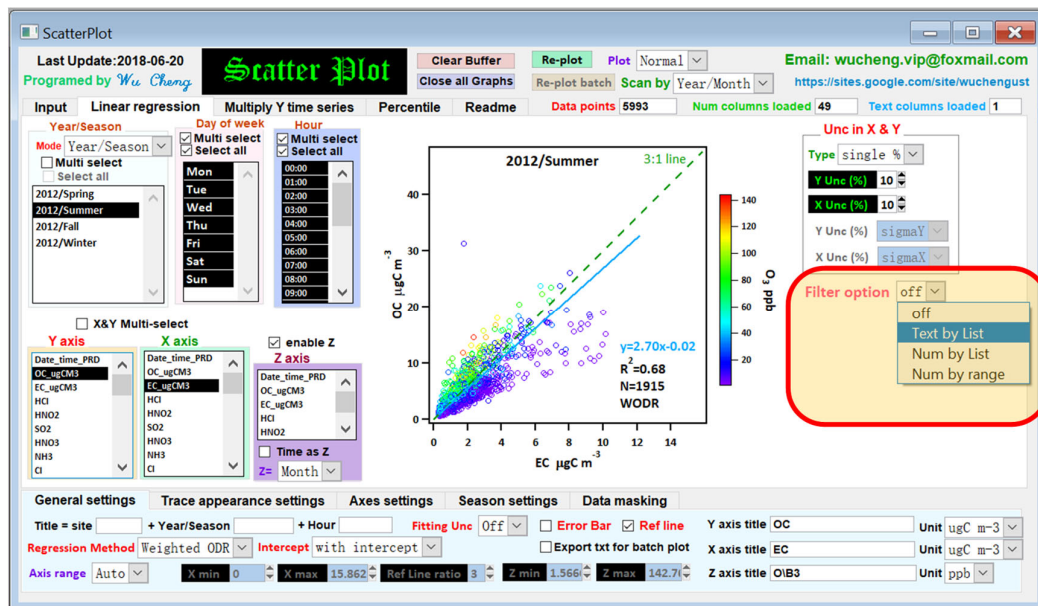 ScatterPlot
Last Update:2018-06-20
Programed by Wu Cheng
Scatter Plot
Clear Buffer
Close all Graphs
Re-plot
Plot Normal
Re-plot batch
Scan by Year/Month
Email: wucheng.vip@foxmail.com
https://sites.google.com/site/wuchengust
Input
Linear regression
Multiply Y time series
Percentile
Readme
Data points 5993
Num columns loaded 49
Text columns loaded 1
Year/Season
Mode Year/Season
Multi select
Select all
2012/Spring
2012/Summer
2012/Fall
2012/Winter
Day of week
Multi select
Select all
Mon
Tue
Wed
Thu
Fri
Sat
Sun
Hour
Multi select
Select all
00:00
01:00
02:00
03:00
04:00
05:00
06:00
07:00
08:00
09:00
X&Y Multi-select
Y axis
Date_time_PRD
OC_ugCM3
EC_ugCM3
HCl
HNO2
SO2
HNO3
NH3
Cl
X axis
Date_time_PRD
OC_ugCM3
EC_ugCM3
HCl
HNO2
SO2
HNO3
NH3
Cl
enable Z
Z axis
Date_time_PRD
OC_ugCM3
EC_ugCM3
HCl
HNO2
Time as Z
Z= Month
2012/Summer
3:1 line
40
30
20
10
0
OC µgC m-3
0 2 4 6 8 10 12 14
EC µgC m-3
y=2.70x-0.02
R2=0.68
N=1915
WODR
140
120
100
80
60
40
20
O3 ppb
Unc in X & Y
Type single %
Y Unc (%) 10
X Unc (%) 10
Y Unc (%) sigmaY
X Unc (%) sigmaX
Filter option off
off
Text by List
Num by List
Num by range
General settings
Trace appearance settings
Axes settings
Season settings
Data masking
Title = site + Year/Season + Hour
Fitting Unc Off
Error Bar
Ref line
Y axis title OC
Unit ugC m-3
Regression Method Weighted ODR
Intercept with intercept
Export txt for batch plot
X axis title EC
Unit ugC m-3
Axis range Auto
X min 0
X max 15.862
Ref Line ratio 3
Z min 1.566
Z max 142.7
Z axis title O\B3
Unit ppb